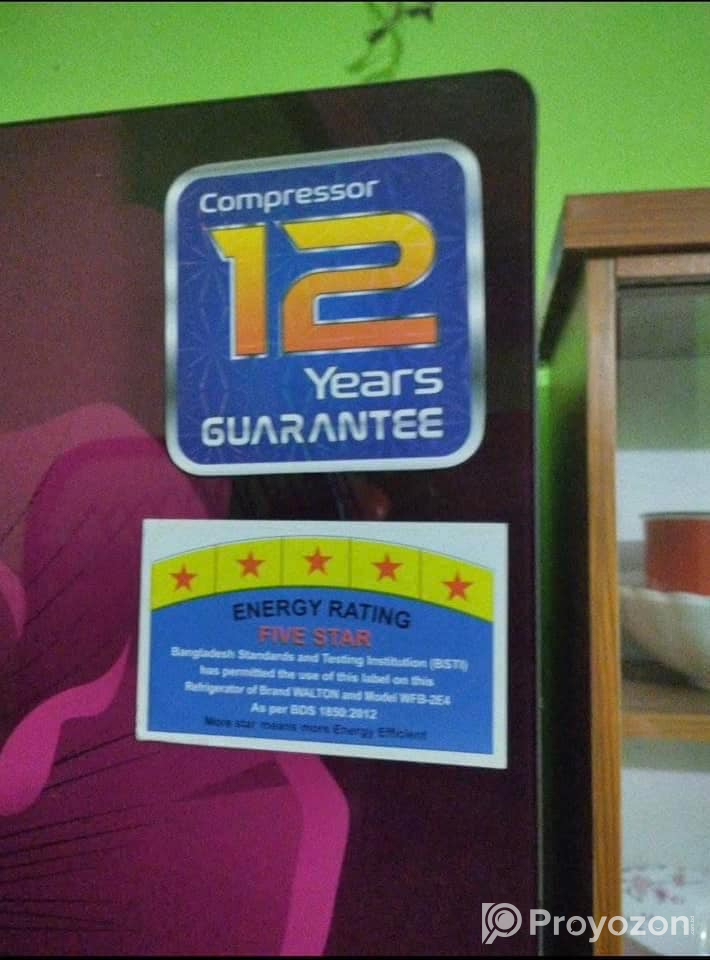 Compressor
12
Years
GUARANTEE
ENERGY RATING
FIVE STAR
Bangladesh Standards and Testing Institution (BSTI)
has permitted the use of this label on this
Refrigerator of Brand WALTON and Model WFB-2E4
As per BDS 1850:2012
More star means more Energy Efficient
Proyozon